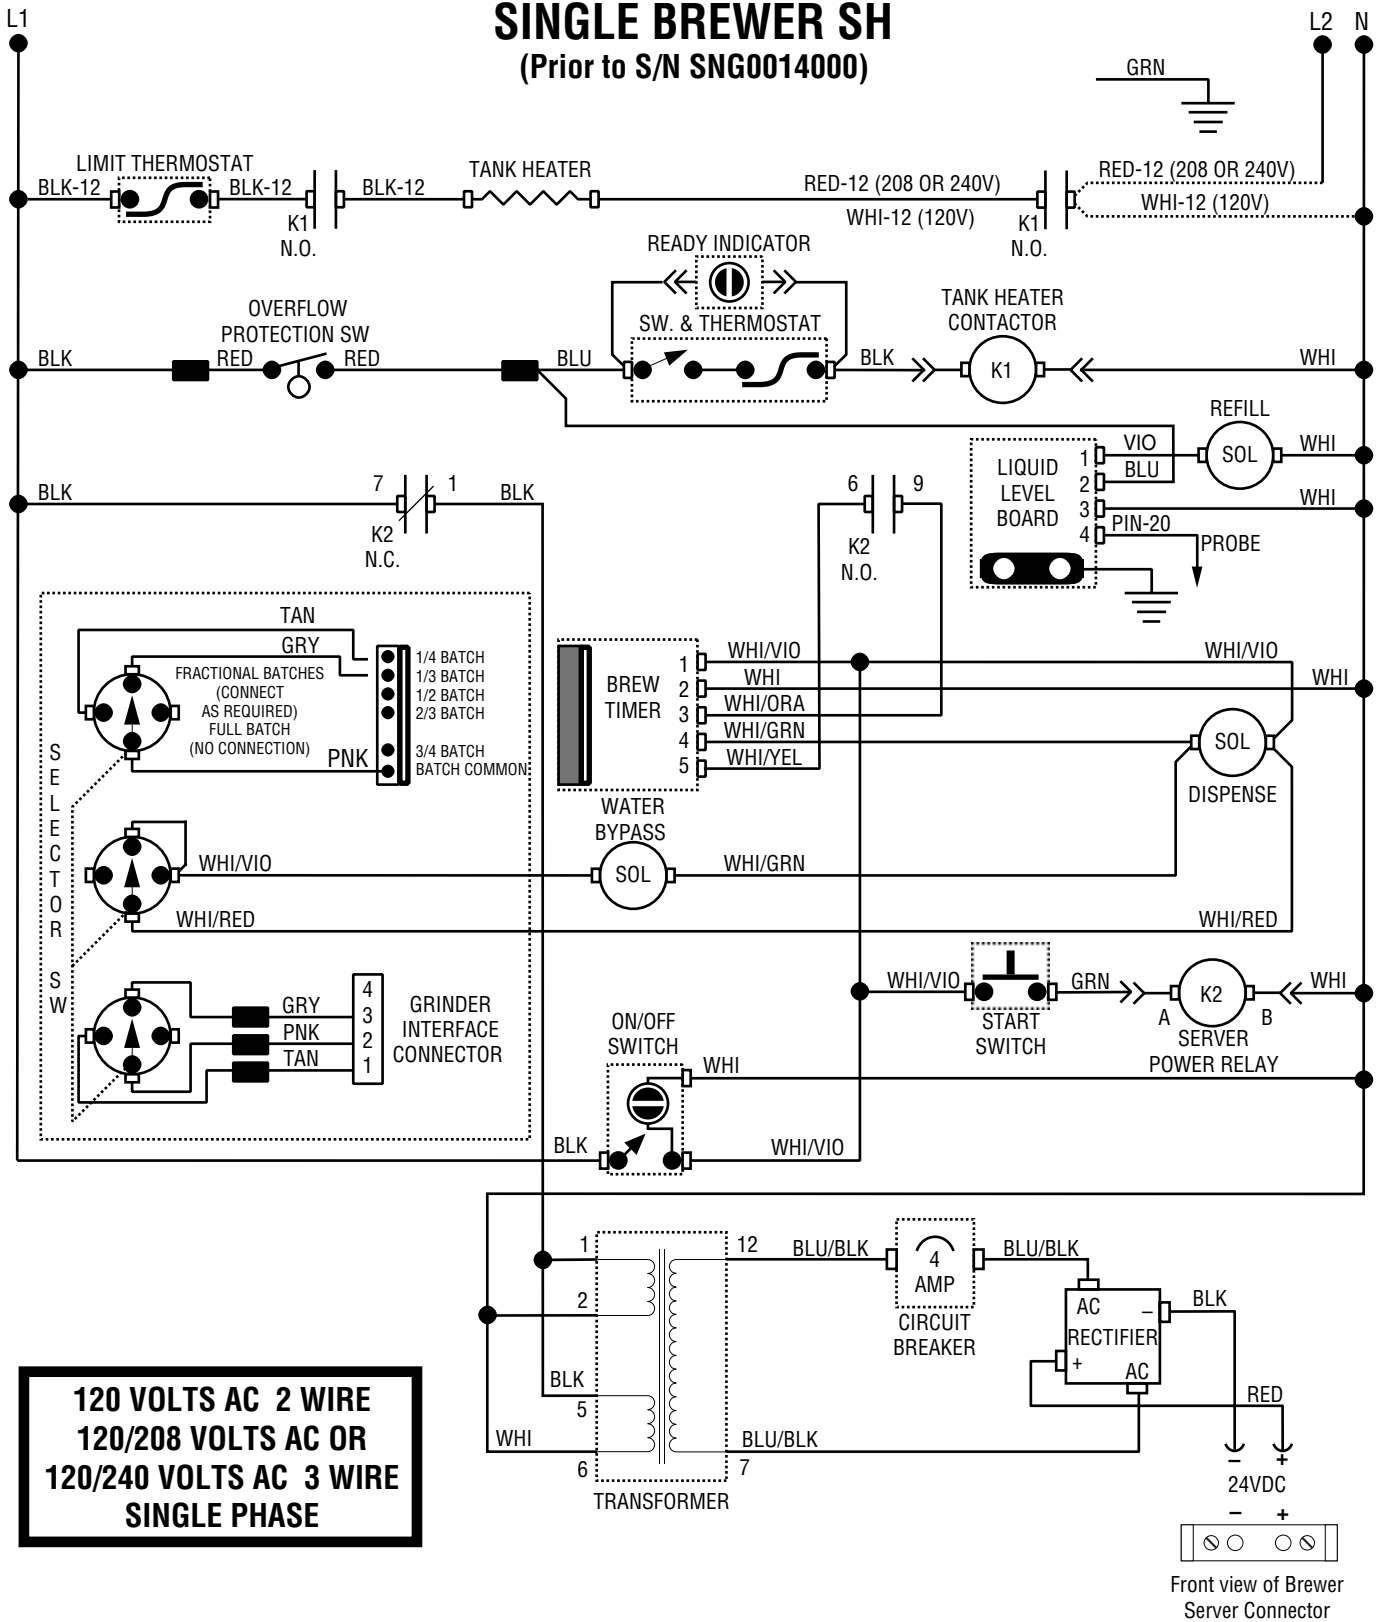 L1
SINGLE BREWER SH
(Prior to S/N SNG0014000)
L2 N
GRN
LIMIT THERMOSTAT
BLK-12
BLK-12
BLK-12
K1
N.O.
TANK HEATER
RED-12 (208 OR 240V)
WHI-12 (120V)
K1
N.O.
RED-12 (208 OR 240V)
WHI-12 (120V)
READY INDICATOR
SW. & THERMOSTAT
OVERFLOW
PROTECTION SW
BLK
RED
RED
BLU
BLK
TANK HEATER
CONTACTOR
K1
WHI
REFILL
SOL
WHI
LIQUID
LEVEL
BOARD
1
2
3
4
VIO
BLU
WHI
PIN-20
PROBE
BLK
7
1
BLK
K2
N.C.
6
9
K2
N.O.
TAN
GRY
FRACTIONAL BATCHES
(CONNECT
AS REQUIRED)
FULL BATCH
(NO CONNECTION)
PNK
1/4 BATCH
1/3 BATCH
1/2 BATCH
2/3 BATCH
3/4 BATCH
BATCH COMMON
SELECTOR SW
BREW
TIMER
1
2
3
4
5
WHI/VIO
WHI
WHI/ORA
WHI/GRN
WHI/YEL
WHI/VIO
WHI
SOL
DISPENSE
WATER
BYPASS
SOL
WHI/VIO
WHI/GRN
WHI/RED
WHI/RED
4
3
2
1
GRY
PNK
TAN
GRINDER
INTERFACE
CONNECTOR
WHI/VIO
START
SWITCH
GRN
K2
A
B
SERVER
POWER RELAY
WHI
ON/OFF
SWITCH
WHI
BLK
WHI/VIO
1
2
BLK
5
WHI
6
12
7
TRANSFORMER
BLU/BLK
4
AMP
CIRCUIT
BREAKER
BLU/BLK
AC
–
RECTIFIER
+
AC
BLK
RED
BLU/BLK
– +
24VDC
– +
Front view of Brewer
Server Connector
120 VOLTS AC 2 WIRE
120/208 VOLTS AC OR
120/240 VOLTS AC 3 WIRE
SINGLE PHASE